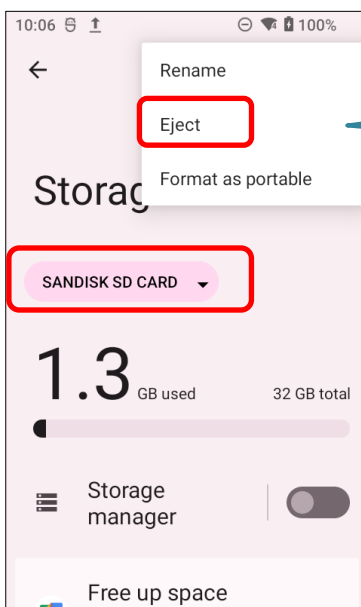 10:06
100%
Rename
Eject
Format as portable
Storag
SANDISK SD CARD
1.3 GB used
32 GB total
Storage
manager
Free up space